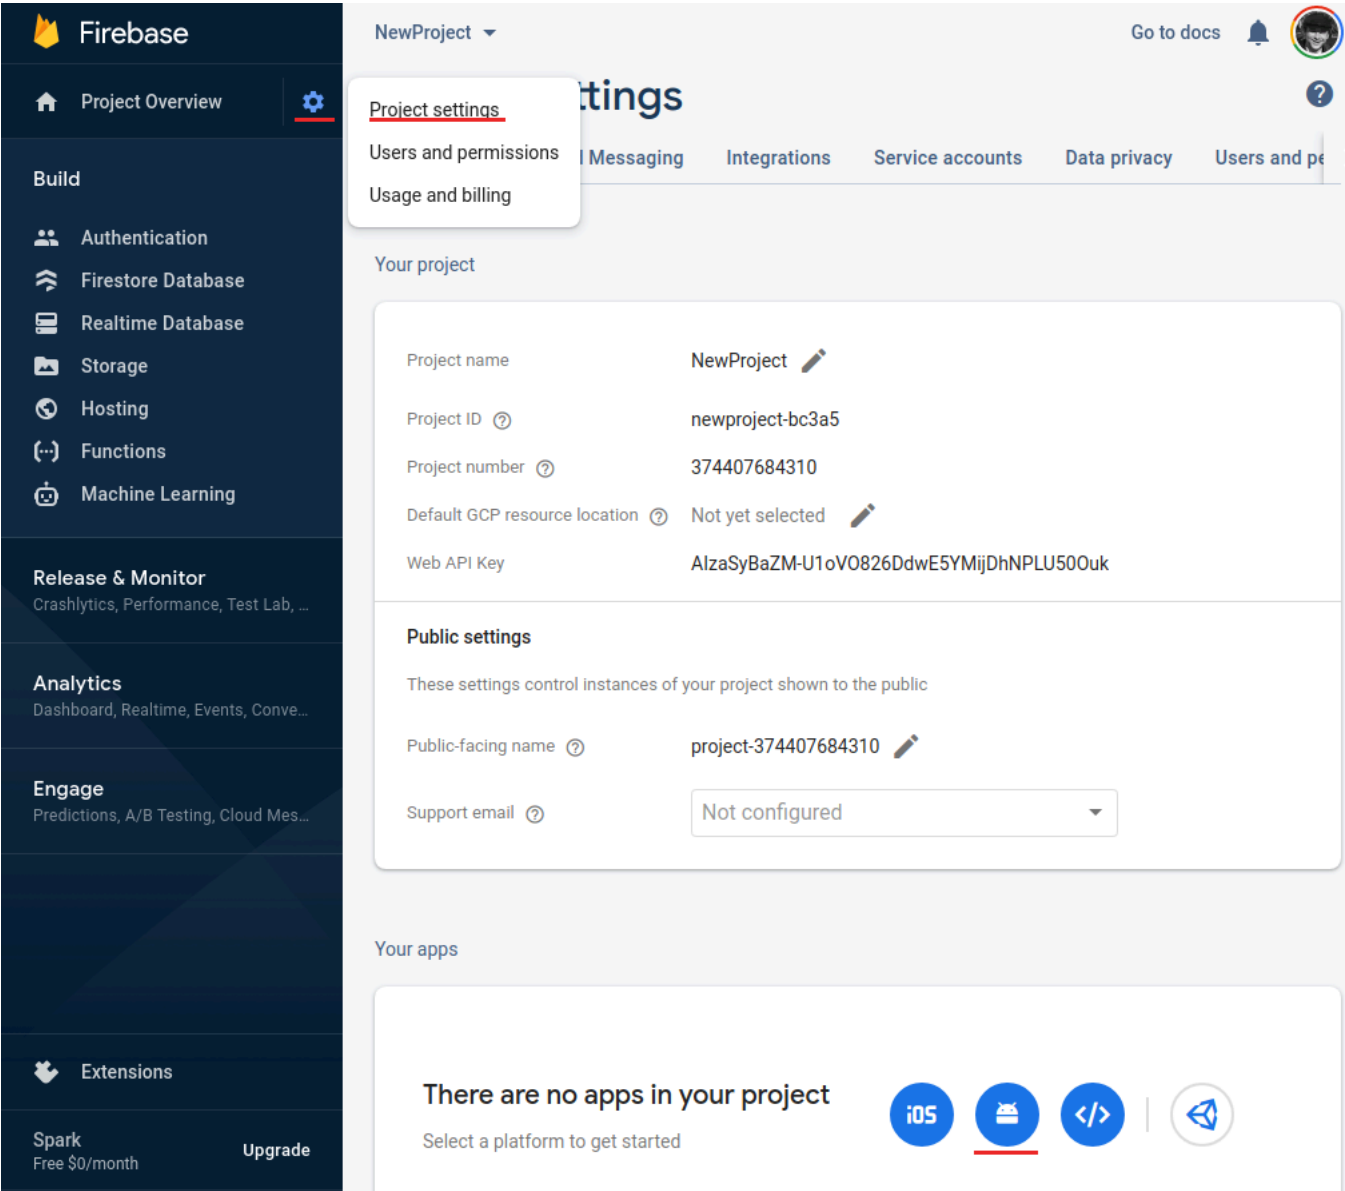 Firebase
Project Overview
Build
Authentication
Firestore Database
Realtime Database
Storage
Hosting
Functions
Machine Learning
Release & Monitor
Crashlytics, Performance, Test Lab, ...
Analytics
Dashboard, Realtime, Events, Conve...
Engage
Predictions, A/B Testing, Cloud Mes...
Extensions
Spark
Free $0/month
Upgrade
NewProject
Go to docs
ttings
Project settings
Users and permissions
Usage and billing
l Messaging
Integrations
Service accounts
Data privacy
Users and pe
Your project
Project name
NewProject
Project ID
newproject-bc3a5
Project number
374407684310
Default GCP resource location
Not yet selected
Web API Key
AIzaSyBaZM-U1oVO826DdwE5YMijDhNPLU50Ouk
Public settings
These settings control instances of your project shown to the public
Public-facing name
project-374407684310
Support email
Not configured
Your apps
There are no apps in your project
Select a platform to get started
iOS